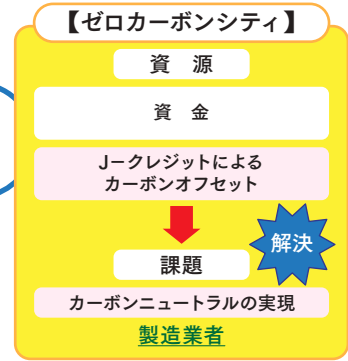 【ゼロカーボンシティ】
資　源
資　金
J－クレジットによる
カーボンオフセット
解決
課題
カーボンニュートラルの実現
製造業者